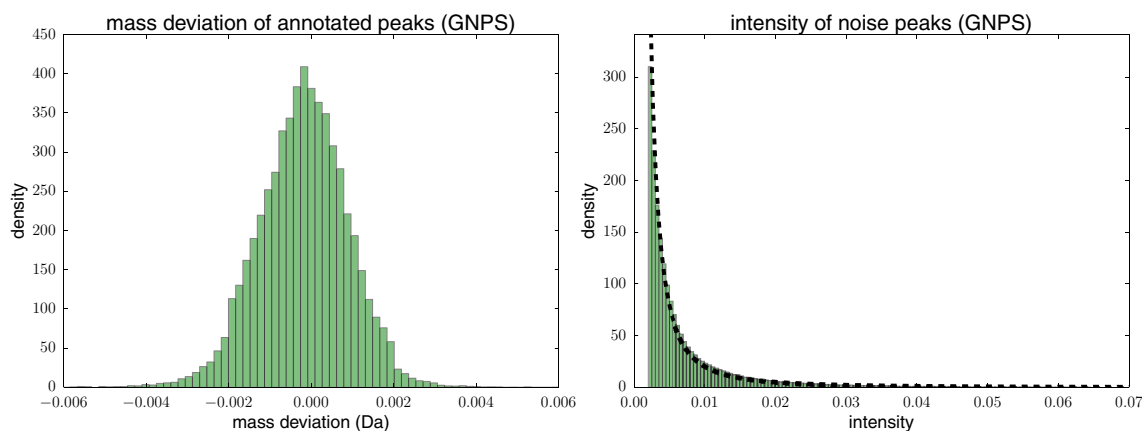 mass deviation of annotated peaks (GNPS)
450
400
350
300
250
200
150
100
50
0
density
−0.006 −0.004 −0.002 0.000 0.002 0.004 0.006
mass deviation (Da)
intensity of noise peaks (GNPS)
300
250
200
150
100
50
0
density
0.00 0.01 0.02 0.03 0.04 0.05 0.06 0.07
intensity